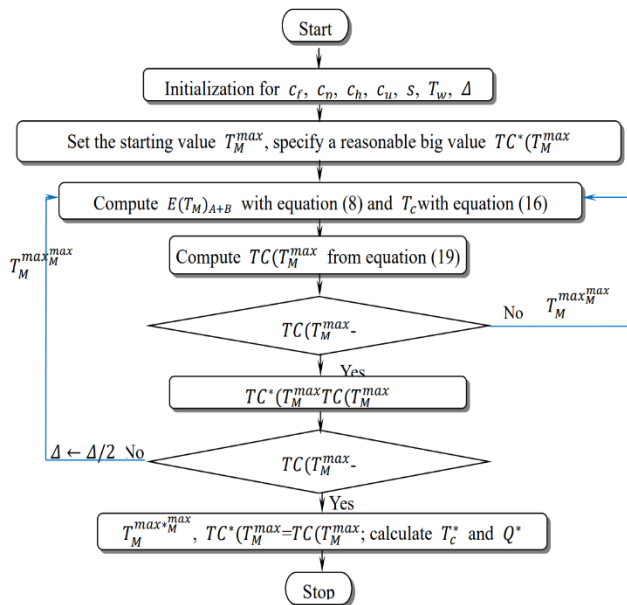 Start
Initialization for c_f, c_p, c_h, c_u, s, T_w, Δ
Set the starting value T_M^{max}, specify a reasonable big value TC*(T_M^{max}
Compute E(T_M)_{A+B} with equation (8) and T_c with equation (16)
T_M^{max_M^{max}}
Compute TC(T_M^{max} from equation (19)
TC(T_M^{max}-
No T_M^{max_M^{max}}
Yes
TC*(T_M^{max}TC(T_M^{max}
Δ ← Δ/2 No
TC(T_M^{max}-
Yes
T_M^{max*_M^{max}}, TC*(T_M^{max}=TC(T_M^{max}; calculate T_c^* and Q*
Stop